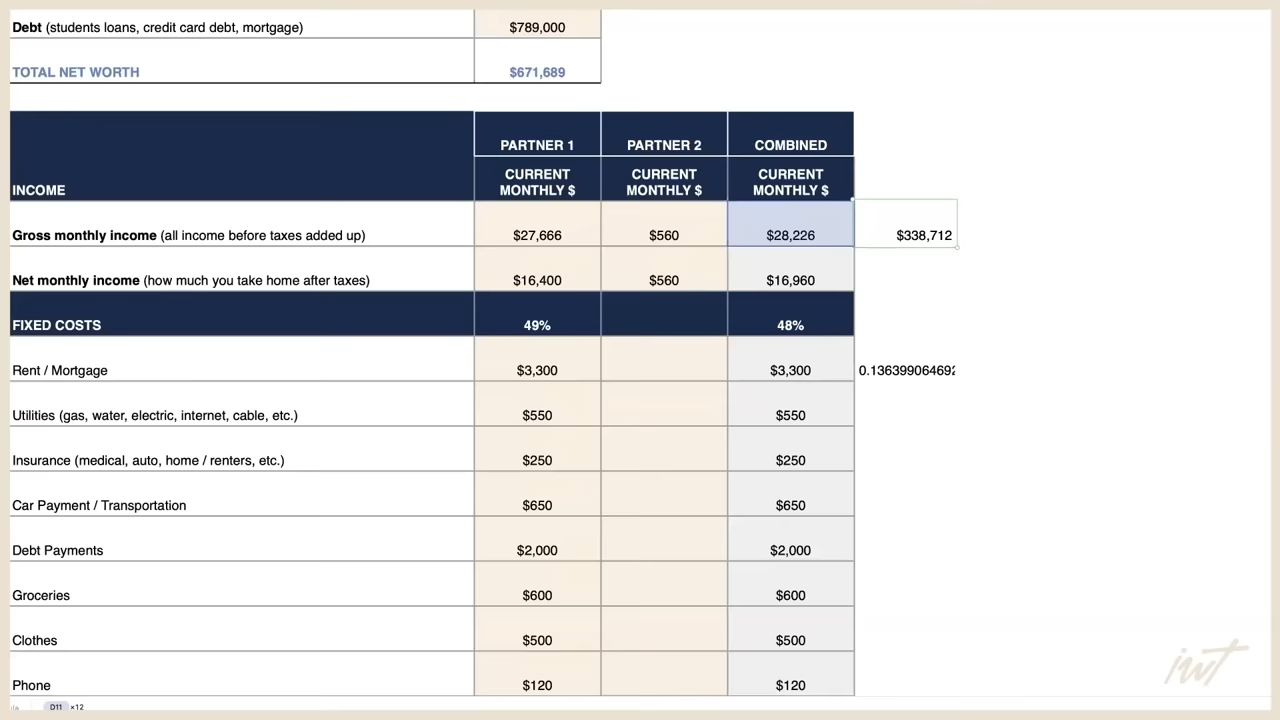 Debt (students loans, credit card debt, mortgage) $789,000
TOTAL NET WORTH $671,689
PARTNER 1 PARTNER 2 COMBINED
INCOME CURRENT MONTHLY $ CURRENT MONTHLY $ CURRENT MONTHLY $
Gross monthly income (all income before taxes added up) $27,666 $560 $28,226 $338,712
Net monthly income (how much you take home after taxes) $16,400 $560 $16,960
FIXED COSTS 49% 48%
Rent / Mortgage $3,300 $3,300 0.13639906469
Utilities (gas, water, electric, internet, cable, etc.) $550 $550
Insurance (medical, auto, home / renters, etc.) $250 $250
Car Payment / Transportation $650 $650
Debt Payments $2,000 $2,000
Groceries $600 $600
Clothes $500 $500
Phone $120 $120
D11 ×12
iwt